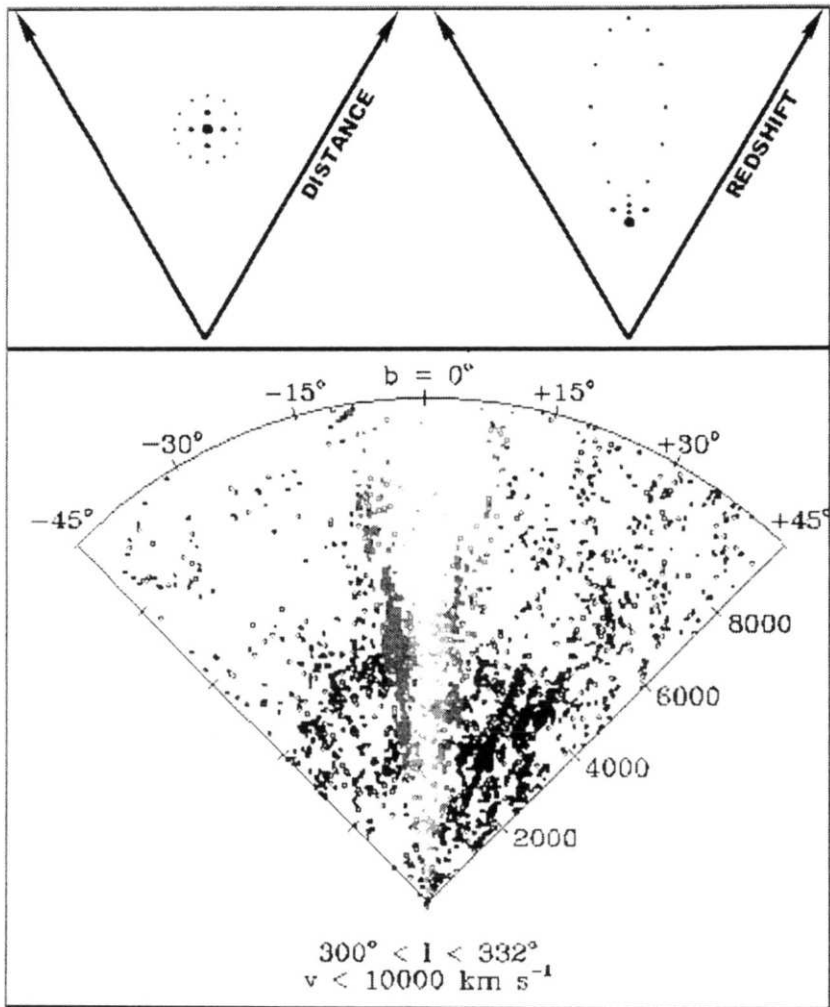 DISTANCE
REDSHIFT
b = 0°
-15° +15°
-30° +30°
-45° +45°
8000
6000
4000
2000
300° < l < 332°
v < 10000 km s⁻¹